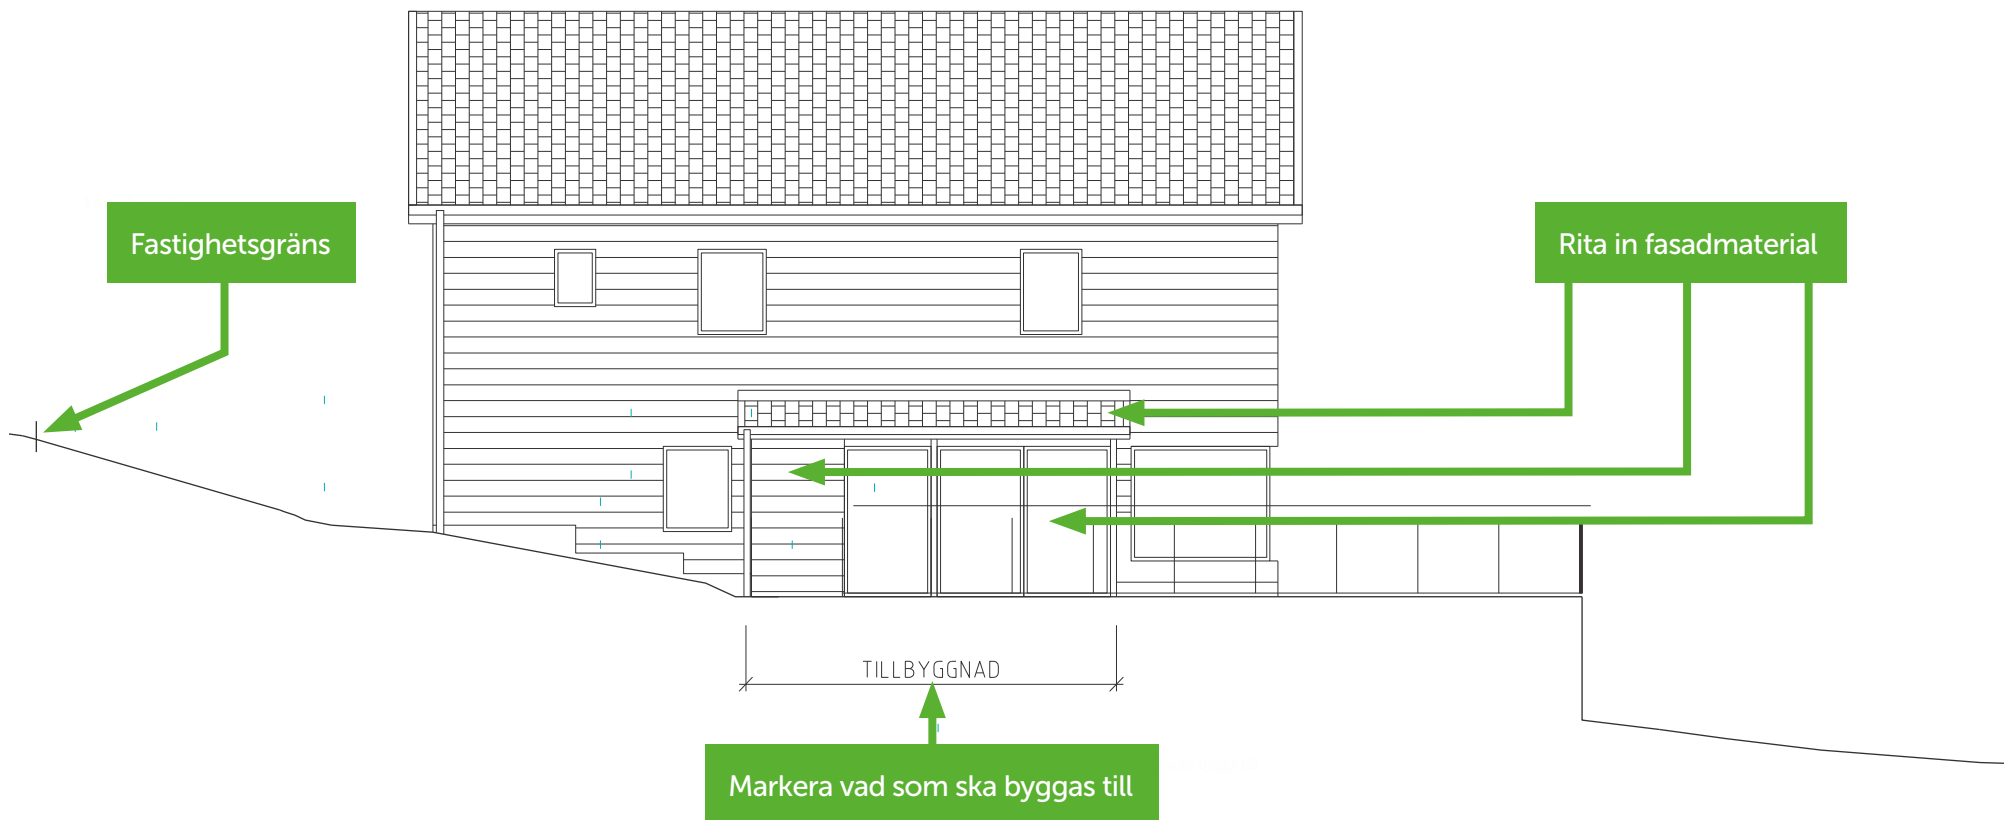 Fastighetsgräns
Rita in fasadmaterial
TILLBYGGNAD
Markera vad som ska byggas till